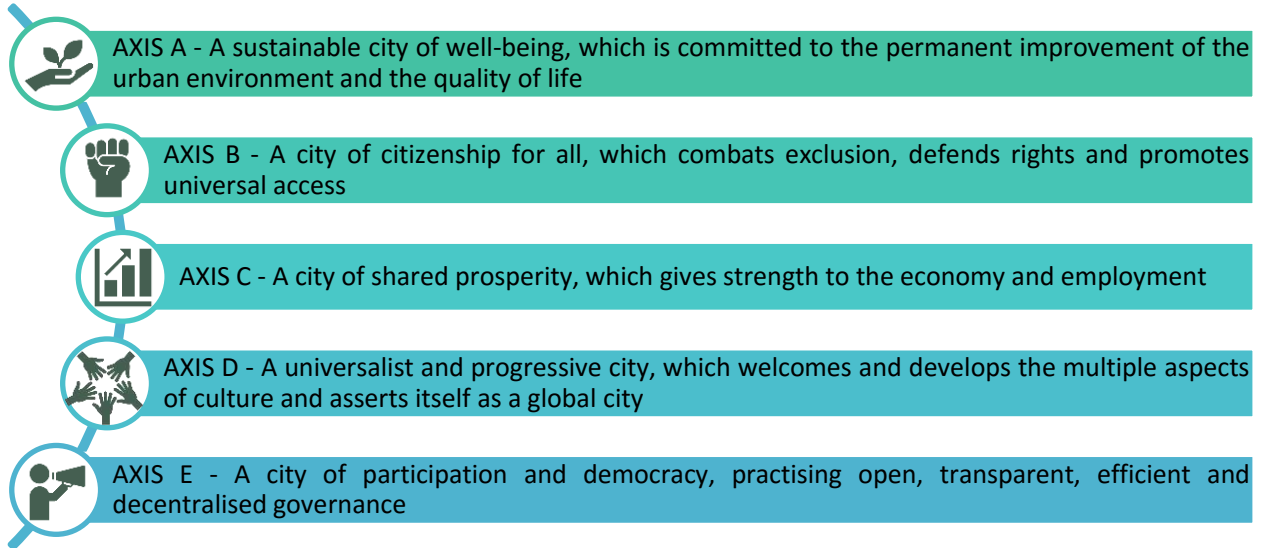 AXIS A - A sustainable city of well-being, which is committed to the permanent improvement of the
urban environment and the quality of life
AXIS B - A city of citizenship for all, which combats exclusion, defends rights and promotes
universal access
AXIS C - A city of shared prosperity, which gives strength to the economy and employment
AXIS D - A universalist and progressive city, which welcomes and develops the multiple aspects
of culture and asserts itself as a global city
AXIS E - A city of participation and democracy, practising open, transparent, efficient and
decentralised governance